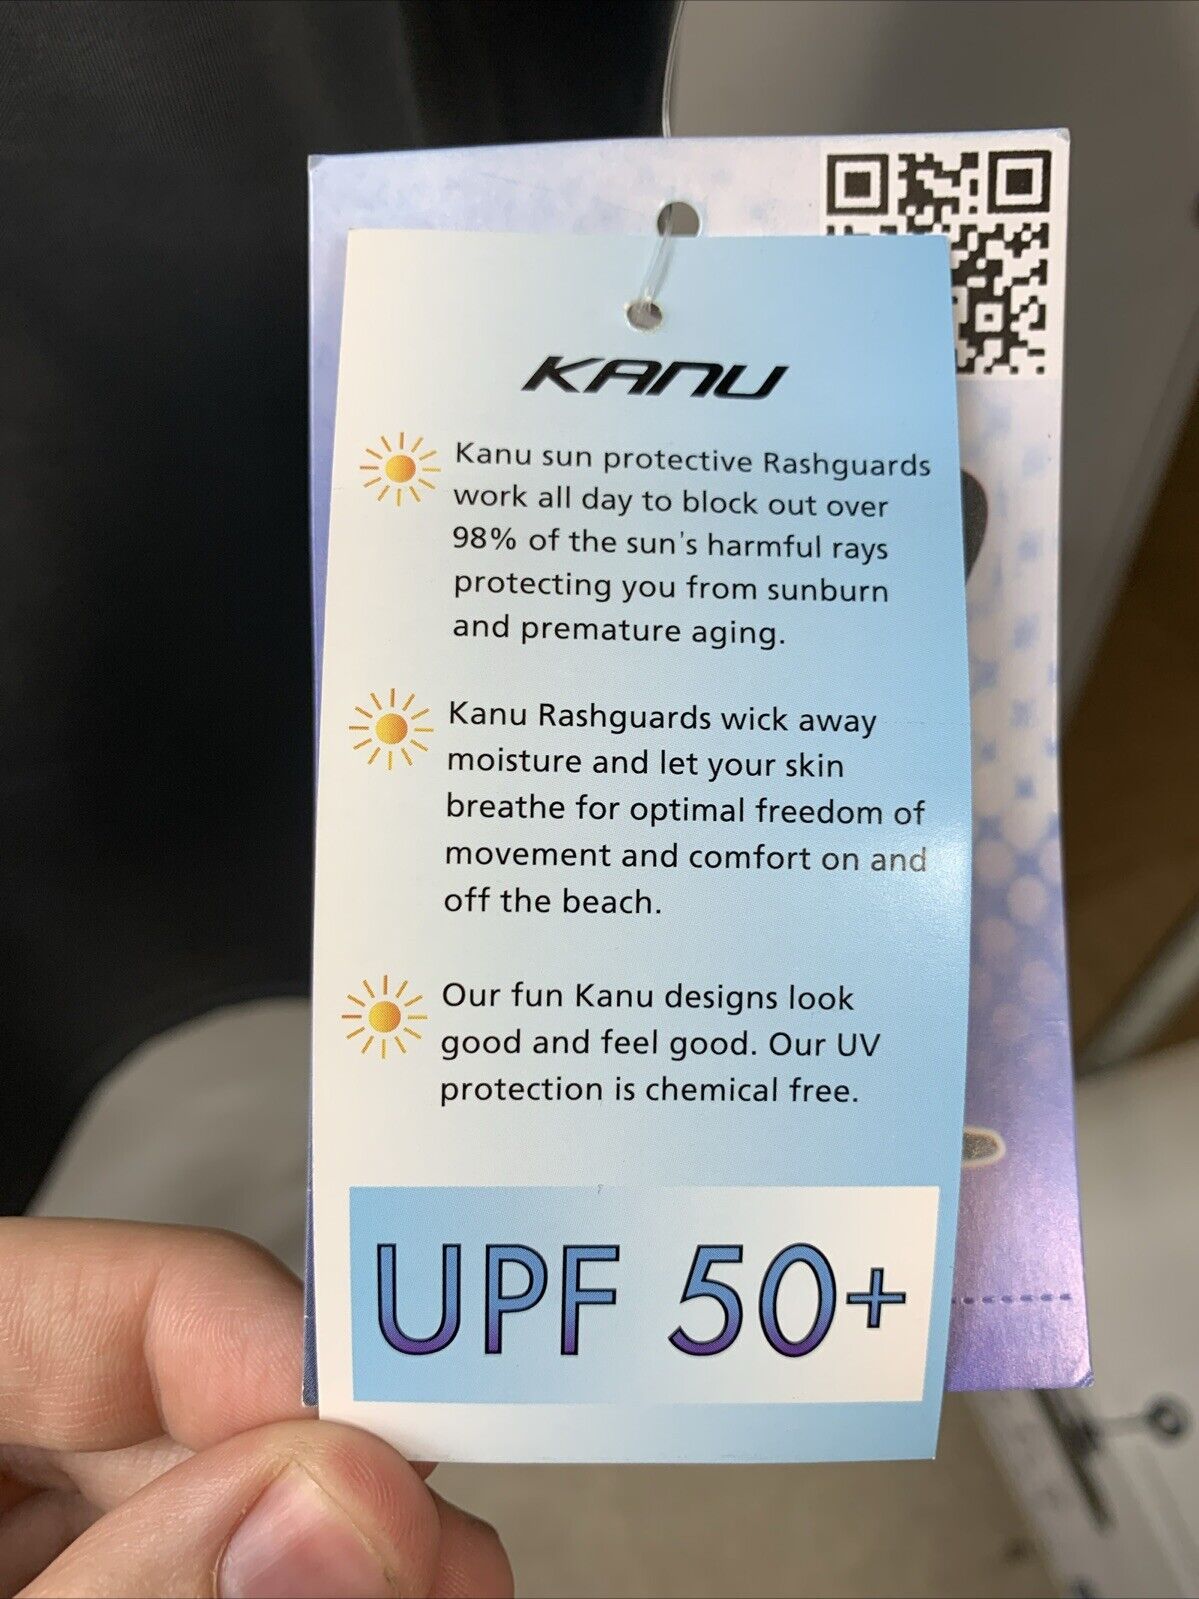 KANU
Kanu sun protective Rashguards
work all day to block out over
98% of the sun's harmful rays
protecting you from sunburn
and premature aging.
Kanu Rashguards wick away
moisture and let your skin
breathe for optimal freedom of
movement and comfort on and
off the beach.
Our fun Kanu designs look
good and feel good. Our UV
protection is chemical free.
UPF 50+